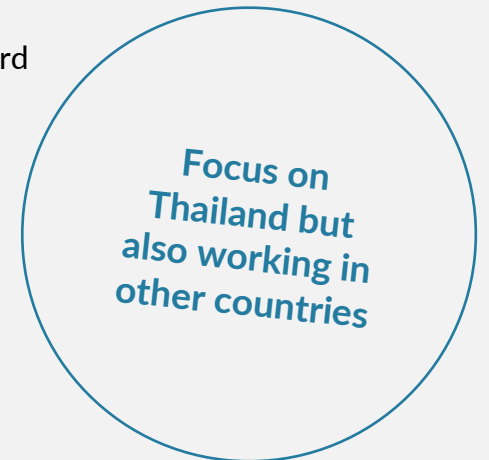 rd
Focus on
Thailand but
also working in
other countries